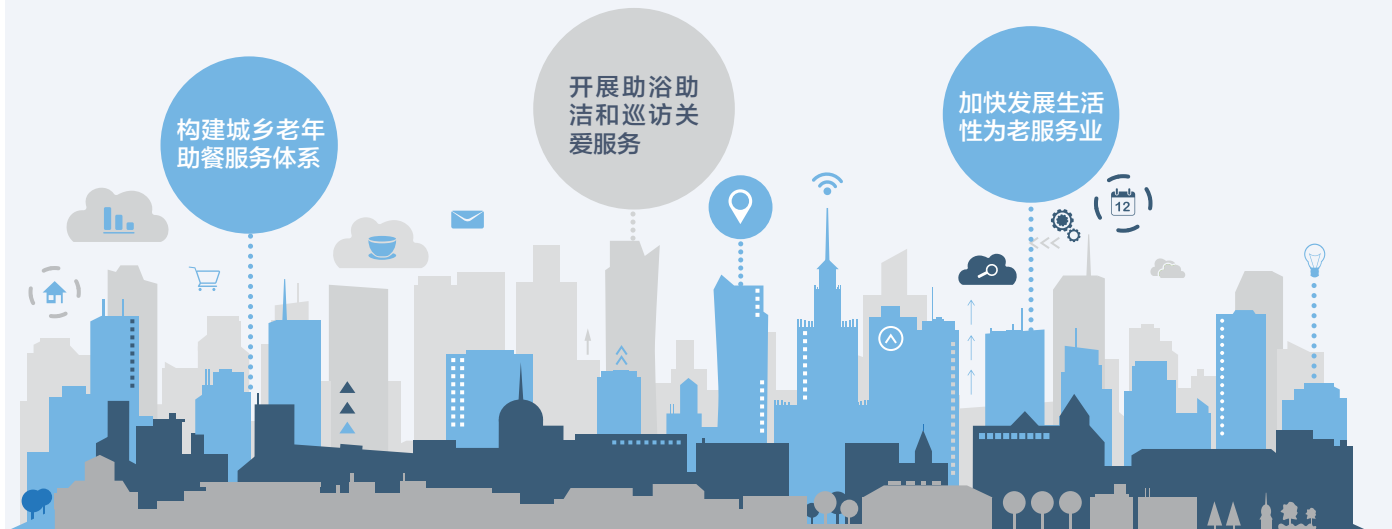 构建城乡老年
助餐服务体系
开展助浴助
洁和巡访关
爱服务
加快发展生活
性为老服务业
12